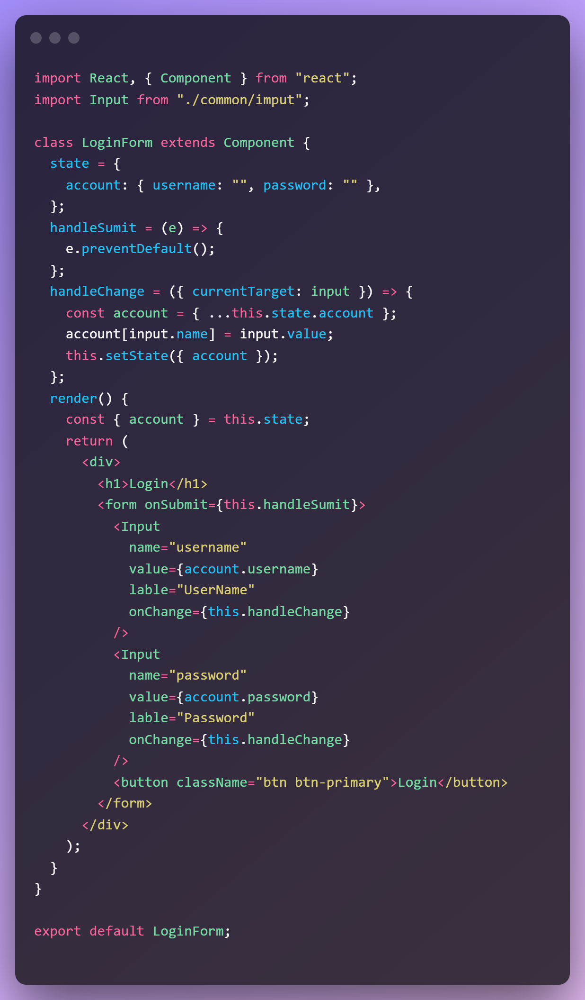 import React, { Component } from "react";
import Input from "./common/imput";

class LoginForm extends Component {
  state = {
    account: { username: "", password: "" },
  };
  handleSumit = (e) => {
    e.preventDefault();
  };
  handleChange = ({ currentTarget: input }) => {
    const account = { ...this.state.account };
    account[input.name] = input.value;
    this.setState({ account });
  };
  render() {
    const { account } = this.state;
    return (
      <div>
        <h1>Login</h1>
        <form onSubmit={this.handleSumit}>
          <Input
            name="username"
            value={account.username}
            lable="UserName"
            onChange={this.handleChange}
          />
          <Input
            name="password"
            value={account.password}
            lable="Password"
            onChange={this.handleChange}
          />
          <button className="btn btn-primary">Login</button>
        </form>
      </div>
    );
  }
}

export default LoginForm;